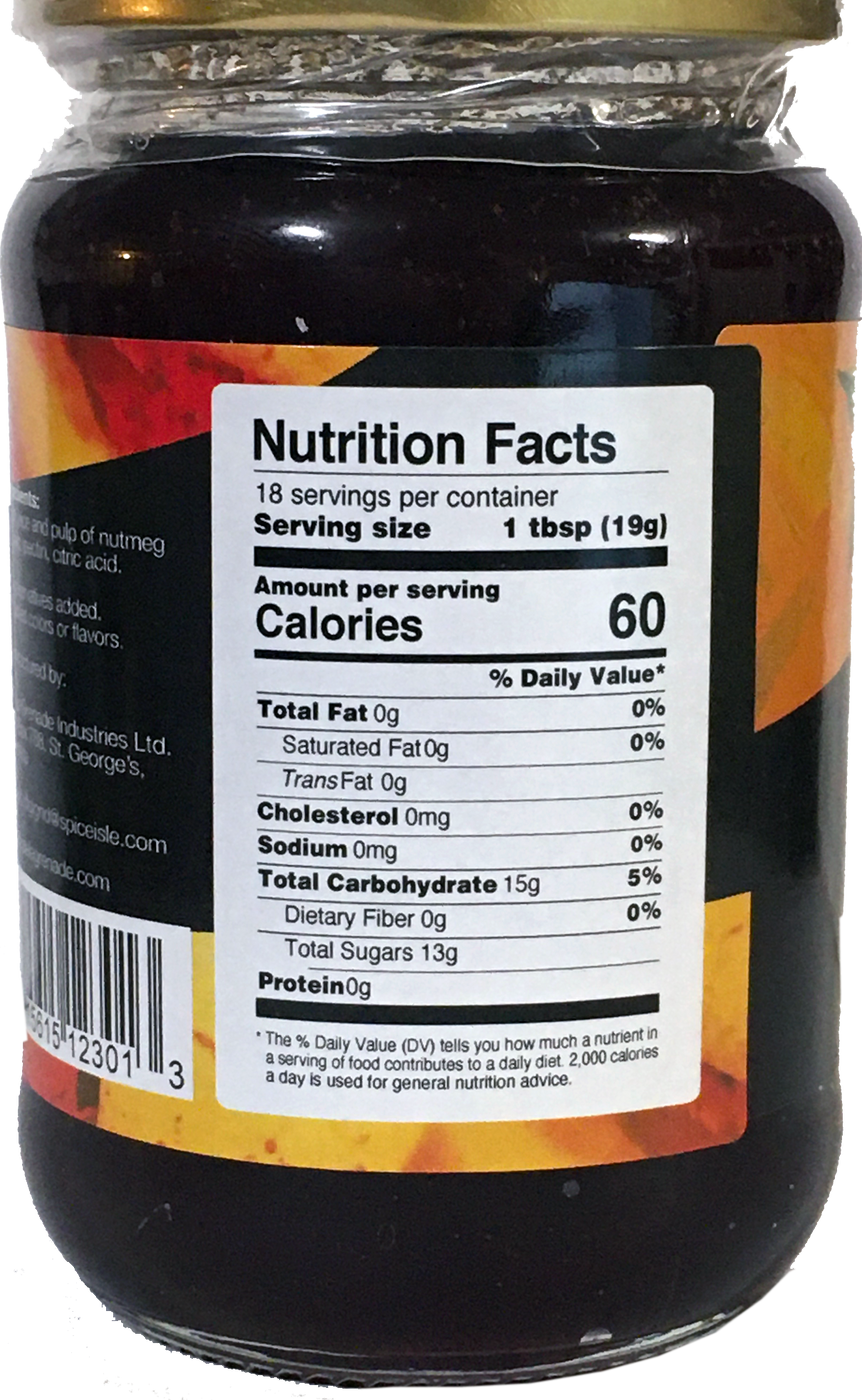 and pulp of nutmeg
pectin, citric acid.
added.
colors or flavors.
by:
Industries Ltd.
St. George's,
@spiceisle.com
grenade.com
15615 12301 3
Nutrition Facts
18 servings per container
Serving size 1 tbsp (19g)
Amount per serving
Calories 60
% Daily Value*
Total Fat 0g 0%
Saturated Fat 0g 0%
Trans Fat 0g
Cholesterol 0mg 0%
Sodium 0mg 0%
Total Carbohydrate 15g 5%
Dietary Fiber 0g 0%
Total Sugars 13g
Protein 0g
* The % Daily Value (DV) tells you how much a nutrient in
a serving of food contributes to a daily diet. 2,000 calories
a day is used for general nutrition advice.